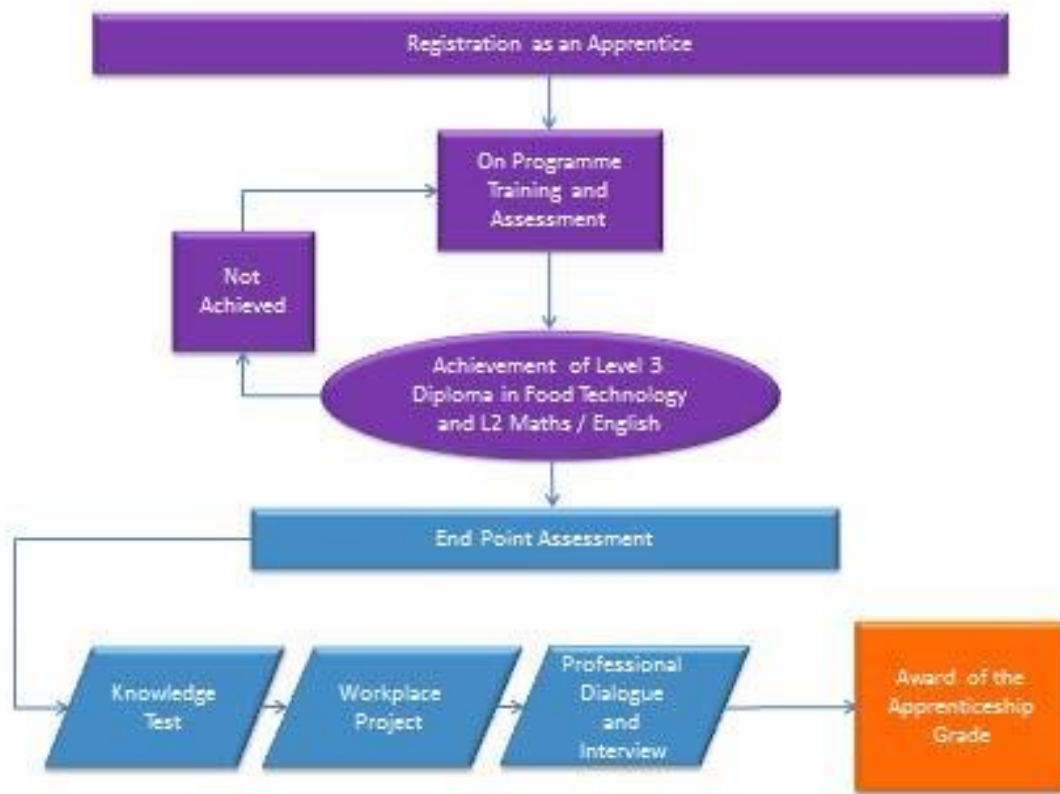 Registration as an Apprentice
On Programme
Training and
Assessment
Not
Achieved
Achievement of Level 3
Diploma in Food Technology
and L2 Maths / English
End Point Assessment
Knowledge
Test
Workplace
Project
Professional
Dialogue
and
Interview
Award of the
Apprenticeship
Grade